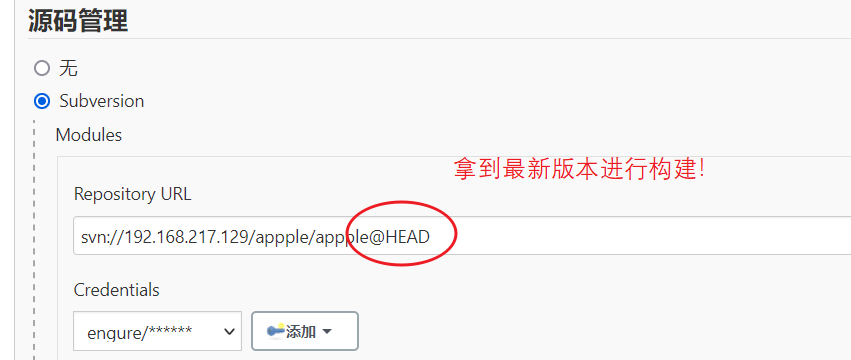 源码管理
无
Subversion
Modules
拿到最新版本进行构建!
Repository URL
svn://192.168.217.129/appple/appple@HEAD
Credentials
engure/****** 添加